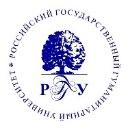 РОССИЙСКИЙ ГОСУДАРСТВЕННЫЙ ГУМАНИТАРНЫЙ УНИВЕРСИТЕТ
РГГУ